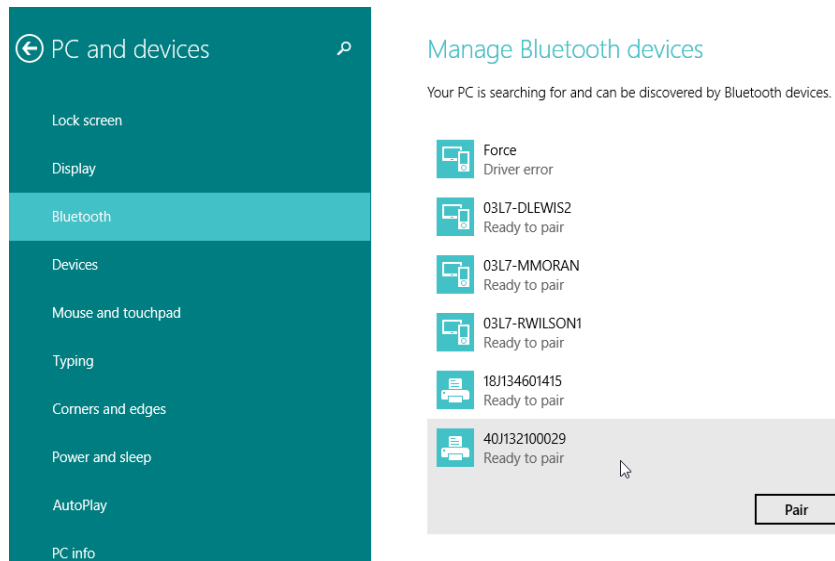 PC and devices
Lock screen
Display
Bluetooth
Devices
Mouse and touchpad
Typing
Corners and edges
Power and sleep
AutoPlay
PC info
Manage Bluetooth devices
Your PC is searching for and can be discovered by Bluetooth devices.
Force
Driver error
03L7-DLEWIS2
Ready to pair
03L7-MMORAN
Ready to pair
03L7-RWILSON1
Ready to pair
18J134601415
Ready to pair
40J132100029
Ready to pair
Pair